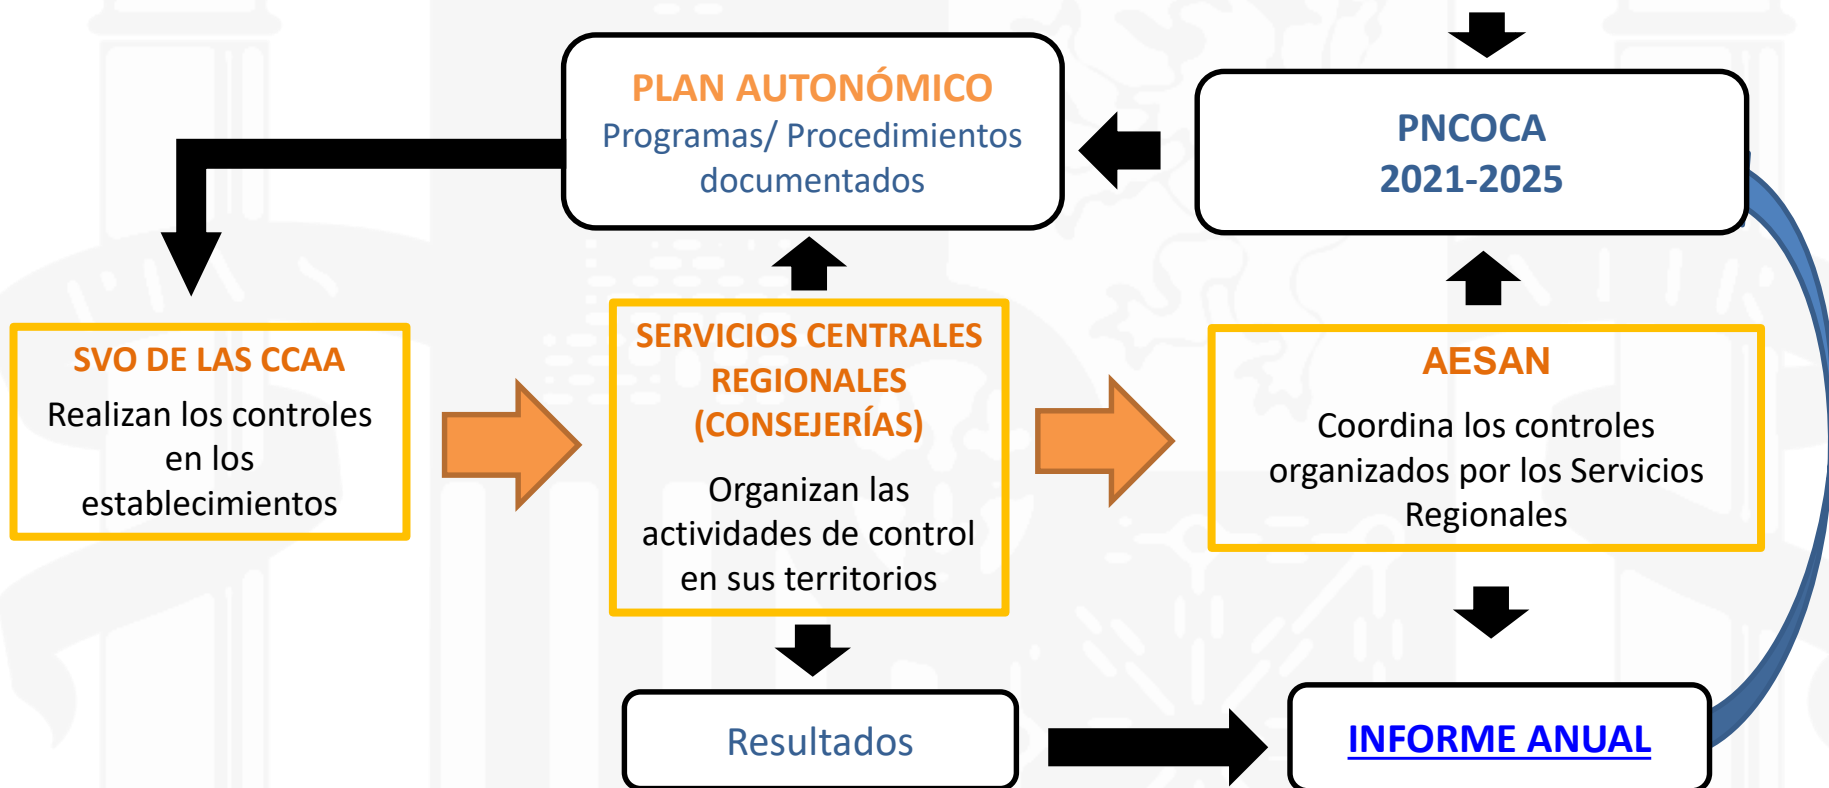 PLAN AUTONÓMICO
Programas/ Procedimientos
documentados
PNCOCA
2021-2025
SVO DE LAS CCAA
Realizan los controles
en los
establecimientos
SERVICIOS CENTRALES
REGIONALES
(CONSEJERÍAS)
Organizan las
actividades de control
en sus territorios
AESAN
Coordina los controles
organizados por los Servicios
Regionales
Resultados
INFORME ANUAL